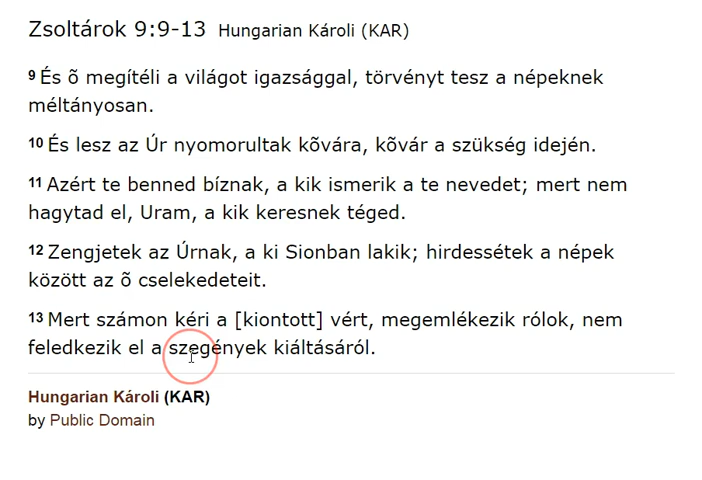 Zsoltárok 9:9-13 Hungarian Károli (KAR)
9 És õ megítéli a világot igazsággal, törvényt tesz a népeknek
méltányosan.
10 És lesz az Úr nyomorultak kõvára, kõvár a szükség idején.
11 Azért te benned bíznak, a kik ismerik a te nevedet; mert nem
hagytad el, Uram, a kik keresnek téged.
12 Zengjetek az Úrnak, a ki Sionban lakik; hirdessétek a népek
között az õ cselekedeteit.
13 Mert számon kéri a [kiontott] vért, megemlékezik rólok, nem
feledkezik el a szegények kiáltásáról.
Hungarian Károli (KAR)
by Public Domain